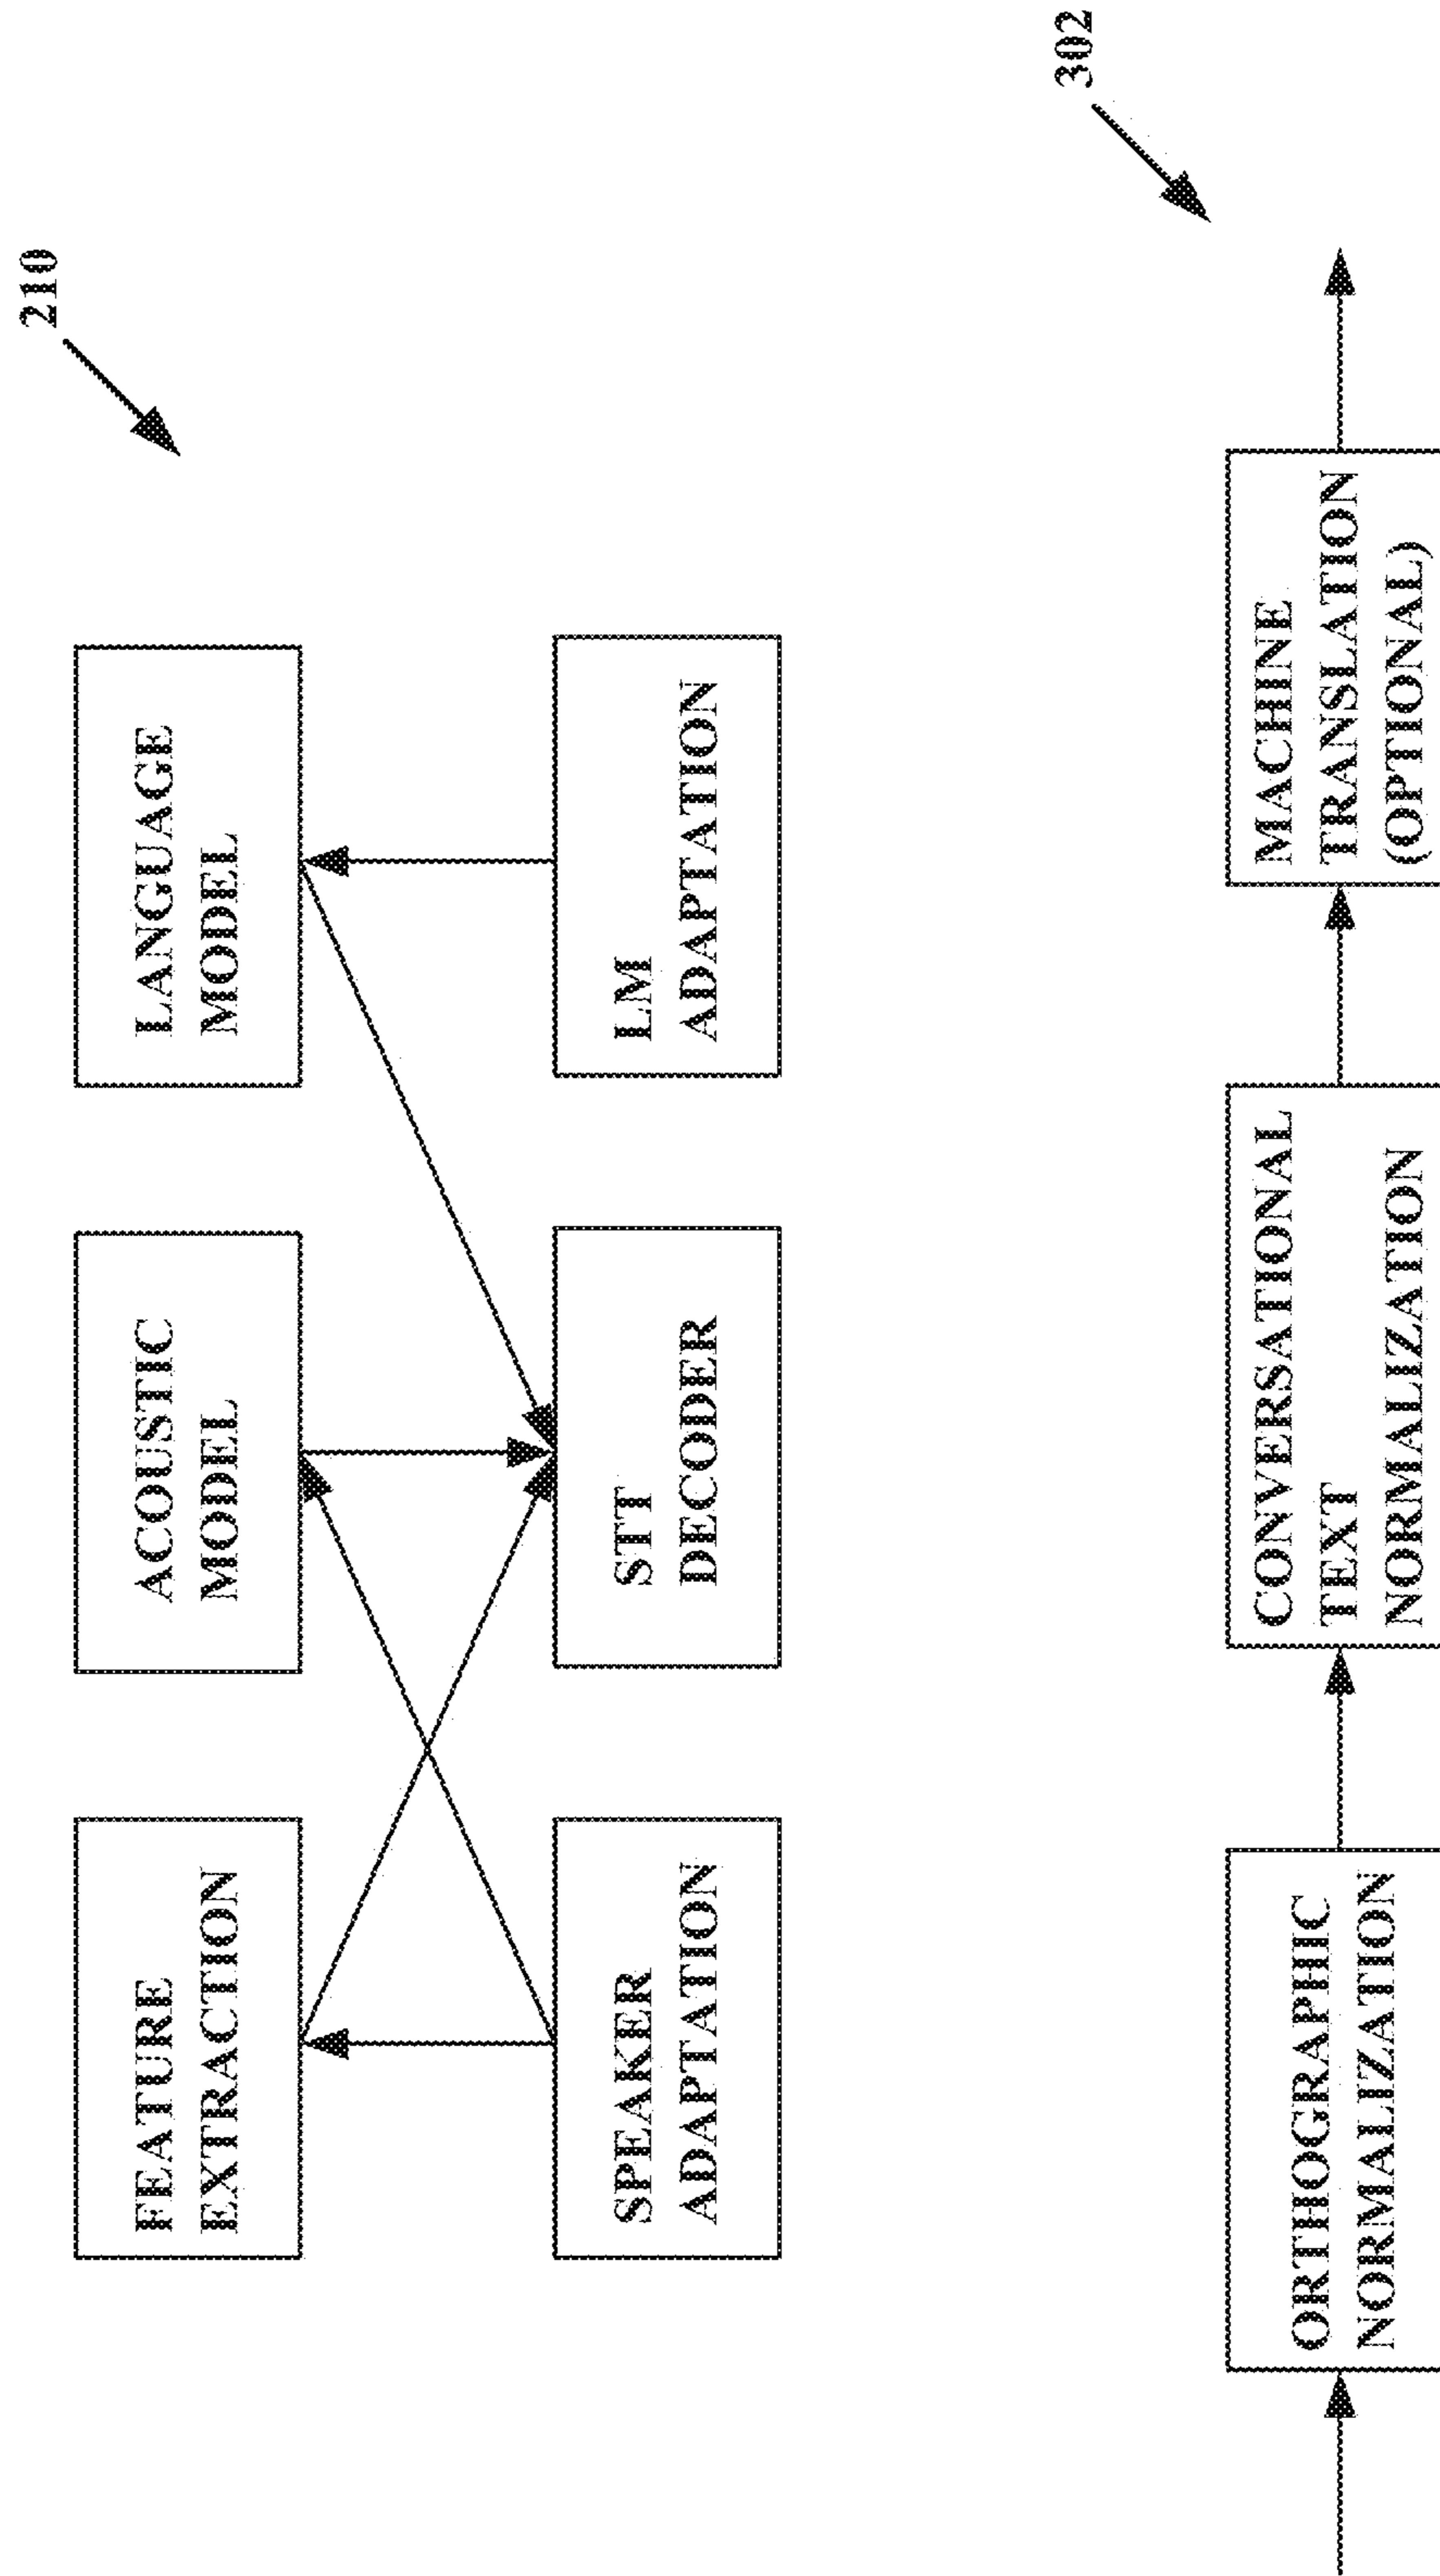 210
FEATURE
EXTRACTION
ACOUSTIC
MODEL
LANGUAGE
MODEL
SPEAKER
ADAPTATION
STT
DECODER
LM
ADAPTATION
302
ORTHOGRAPHIC
NORMALIZATION
CONVERSATIONAL
TEXT
NORMALIZATION
MACHINE
TRANSLATION
(OPTIONAL)